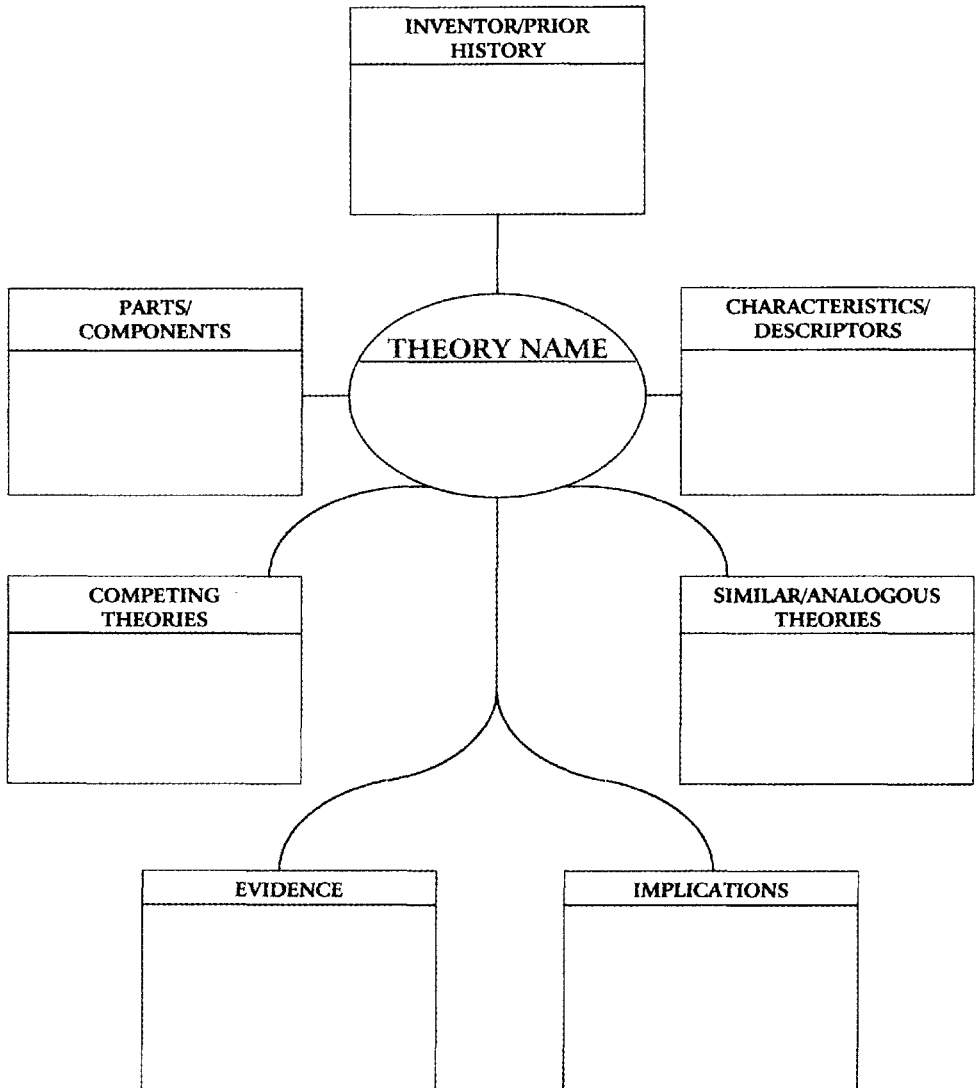 INVENTOR/PRIOR
HISTORY
PARTS/
COMPONENTS
THEORY NAME
CHARACTERISTICS/
DESCRIPTORS
COMPETING
THEORIES
SIMILAR/ANALOGOUS
THEORIES
EVIDENCE
IMPLICATIONS